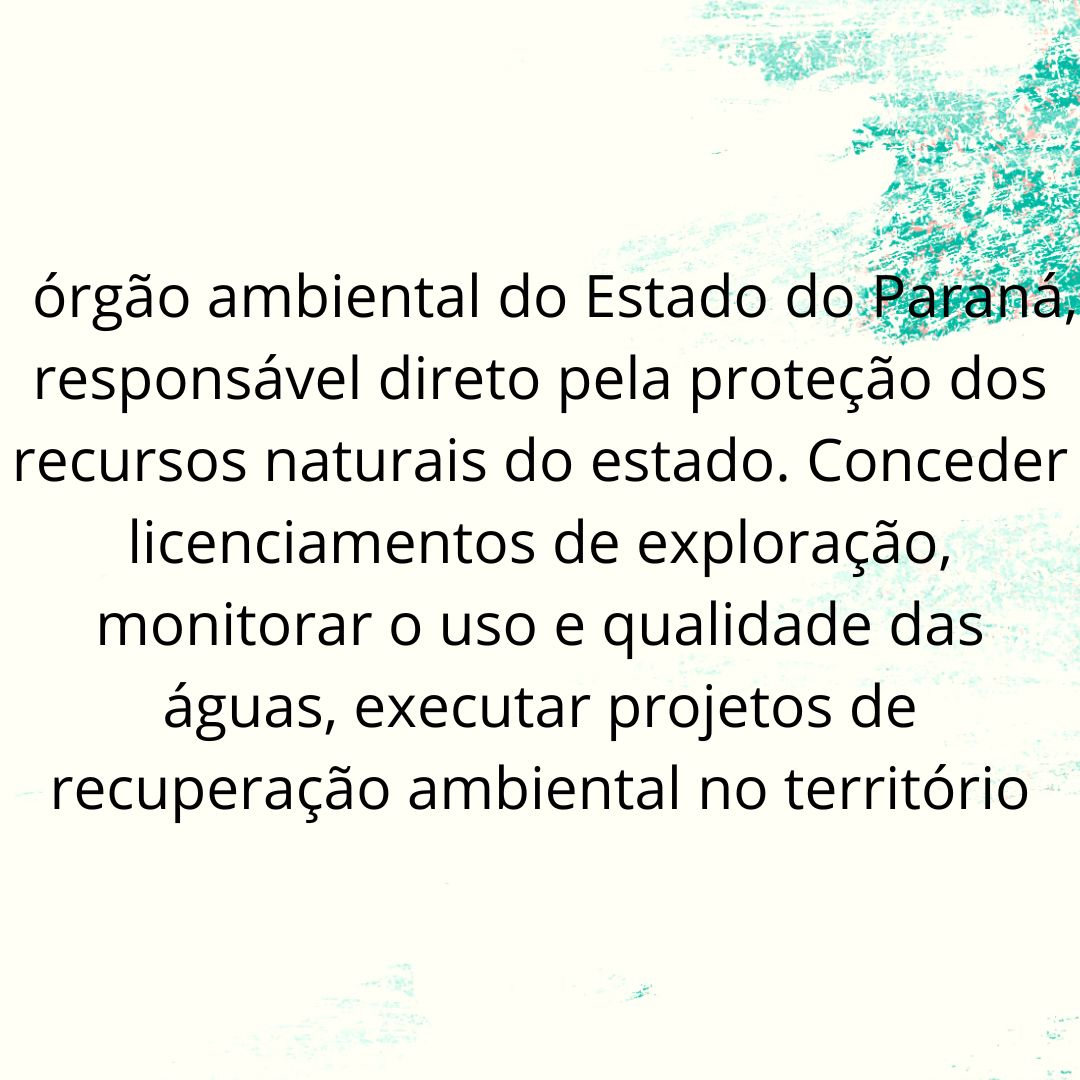 órgão ambiental do Estado do Paraná,
responsável direto pela proteção dos
recursos naturais do estado. Conceder
licenciamentos de exploração,
monitorar o uso e qualidade das
águas, executar projetos de
recuperação ambiental no território